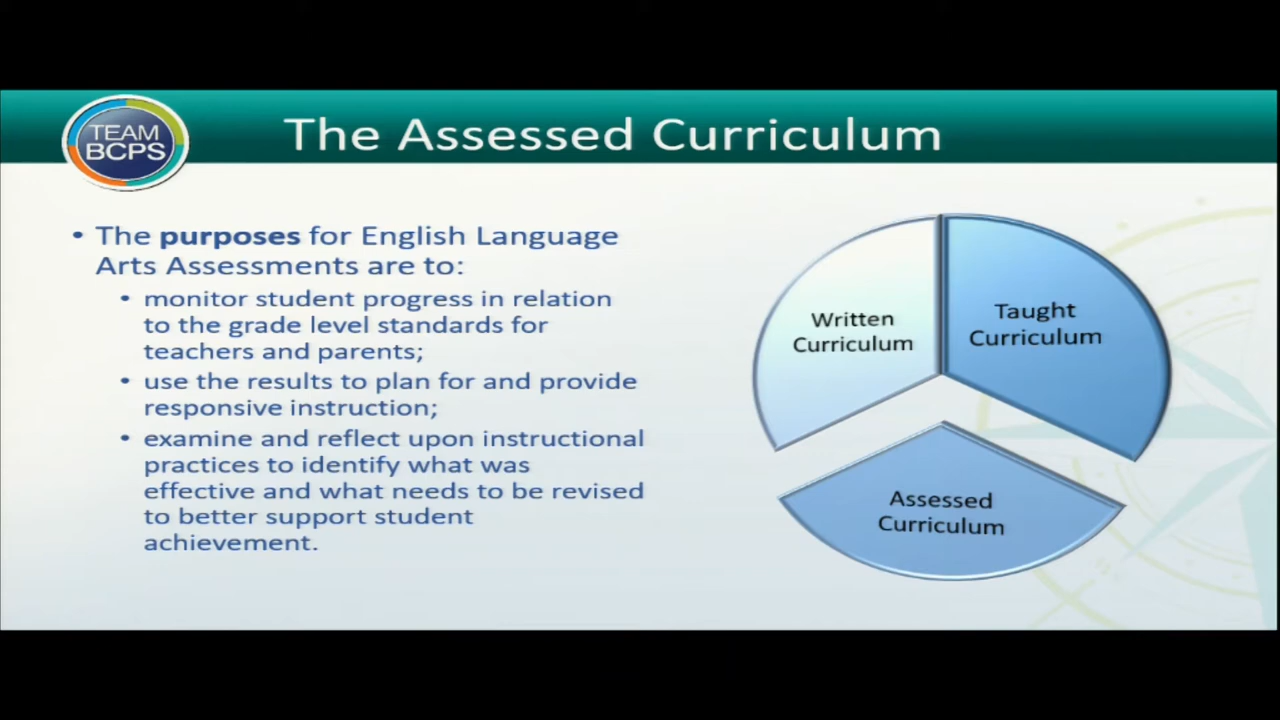 TEAM
BCPS
The Assessed Curriculum
• The purposes for English Language
Arts Assessments are to:
• monitor student progress in relation
to the grade level standards for
teachers and parents;
• use the results to plan for and provide
responsive instruction;
• examine and reflect upon instructional
practices to identify what was
effective and what needs to be revised
to better support student
achievement.
Written
Curriculum
Taught
Curriculum
Assessed
Curriculum